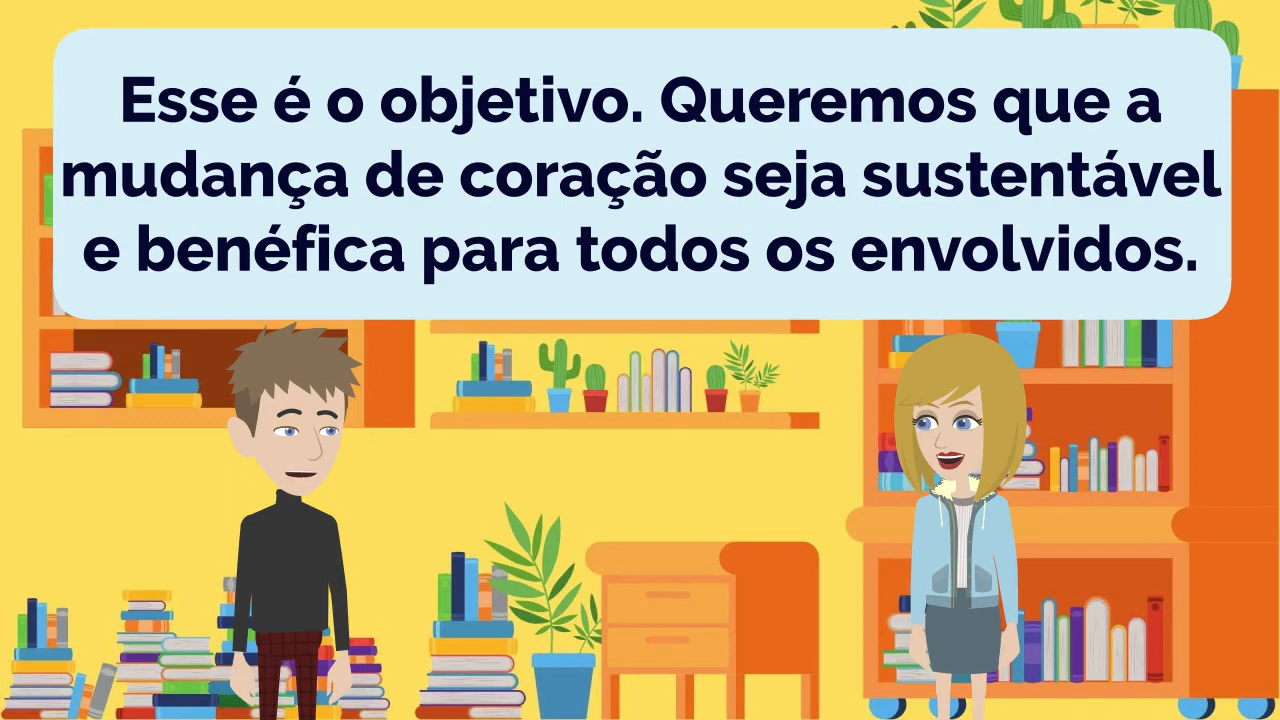 Esse é o objetivo. Queremos que a
mudança de coração seja sustentável
e benéfica para todos os envolvidos.